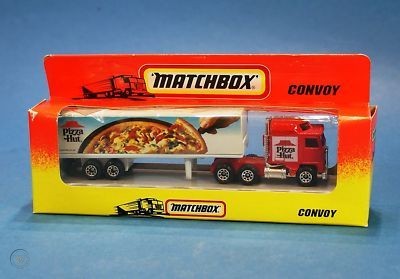 MATCHBOX
CONVOY
Pizza
Hut
Pizza
Hut
MATCHBOX
CONVOY